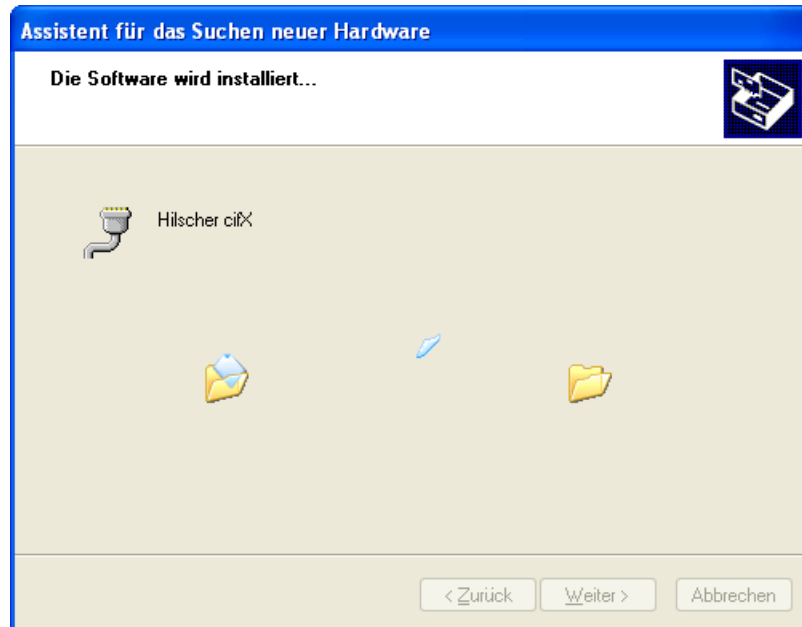 Assistent für das Suchen neuer Hardware
Die Software wird installiert...
Hilscher cifX
< Zurück
Weiter >
Abbrechen